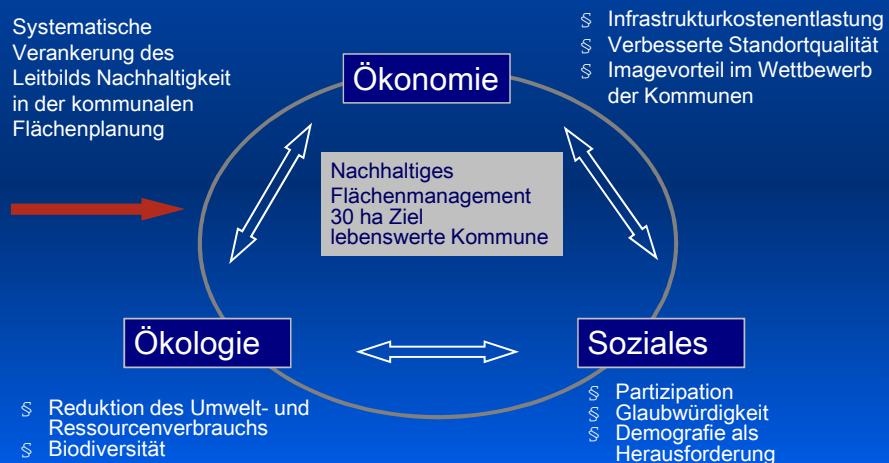 Systematische
Verankerung des
Leitbilds Nachhaltigkeit
in der kommunalen
Flächenplanung
§ Infrastrukturkostenentlastung
§ Verbesserte Standortqualität
§ Imagevorteil im Wettbewerb
der Kommunen
Ökonomie
Nachhaltiges
Flächenmanagement
30 ha Ziel
lebenswerte Kommune
Ökologie
Soziales
§ Reduktion des Umwelt- und
Ressourcenverbrauchs
§ Biodiversität
§ Partizipation
§ Glaubwürdigkeit
§ Demografie als
Herausforderung